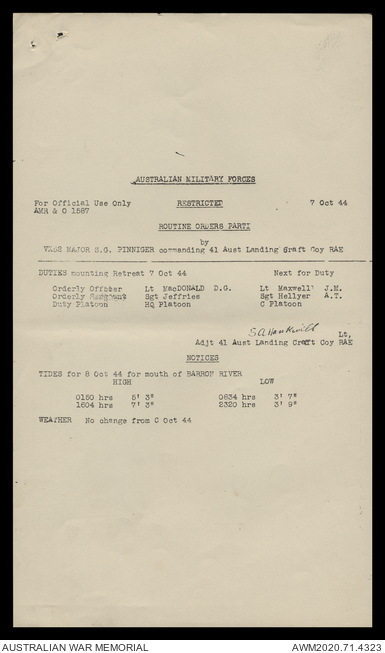 AUSTRALIAN MILITARY FORCES
For Official Use Only RESTRICTED 7 Oct 44
AMR & O 1587
ROUTINE ORDERS PART1
by
MAJOR S.G. PINNIGER commanding 41 Aust Landing Craft Coy RAE
DUTIES mounting Retreat 7 Oct 44 Next for Duty
Orderly Officer Lt MacDONALD D.G. Lt Maxwell J.M.
Orderly Sergeant Sgt Jeffries Sgt Hellyer A.T.
Duty Platoon HQ Platoon C Platoon
Lt,
Adjt 41 Aust Landing Craft Coy RAE
NOTICES
TIDES for 8 Oct 44 for mouth of BARRON RIVER
HIGH LOW
0150 hrs 5' 3" 0834 hrs 3' 7"
1604 hrs 7' 3" 2320 hrs 3' 9"
WEATHER No change from C Oct 44
AUSTRALIAN WAR MEMORIAL AWM2020.71.4323